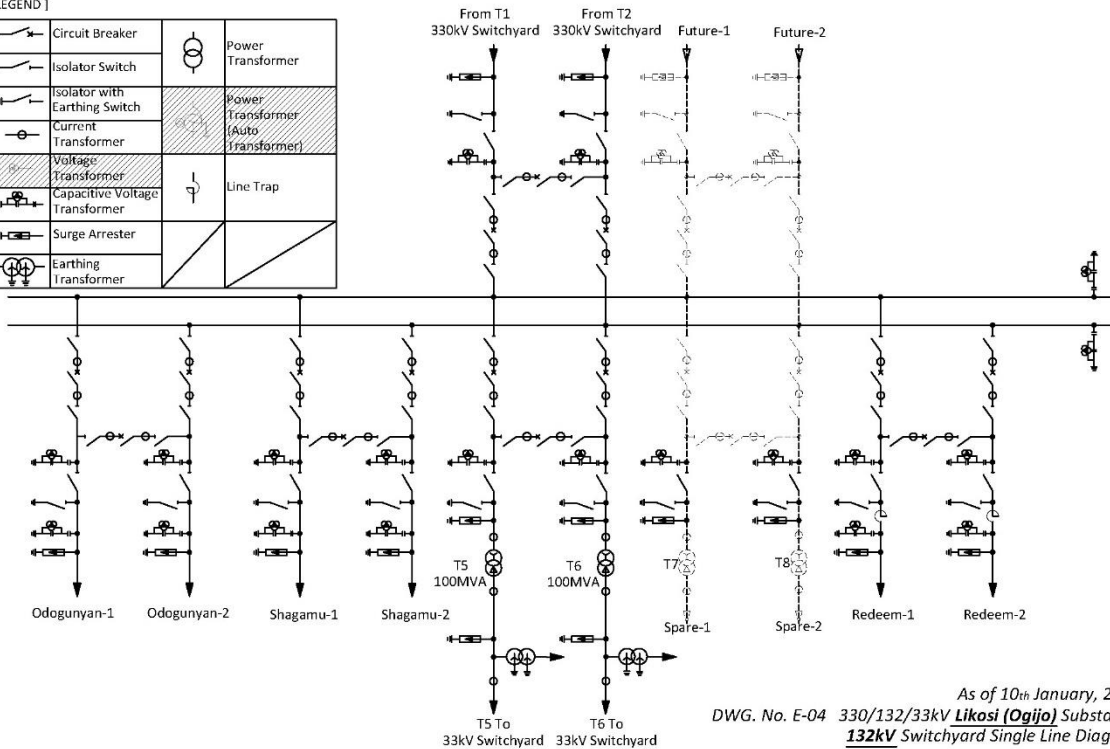 LEGEND ]
Circuit Breaker
Isolator Switch
Isolator with
Earthing Switch
Current
Transformer
Voltage
Transformer
Capacitive Voltage
Transformer
Surge Arrester
Earthing
Transformer
Power
Transformer
Power
Transformer
(Auto
Transformer)
Line Trap
From T1
330kV Switchyard
From T2
330kV Switchyard
Future-1
Future-2
T5
100MVA
T6
100MVA
T7
T8
Odogunyan-1
Odogunyan-2
Shagamu-1
Shagamu-2
Spare-1
Spare-2
Redeem-1
Redeem-2
T5 To
33kV Switchyard
T6 To
33kV Switchyard
As of 10th January, 2
DWG. No. E-04 330/132/33kV Likosi (Ogijo) Substa
132kV Switchyard Single Line Diag